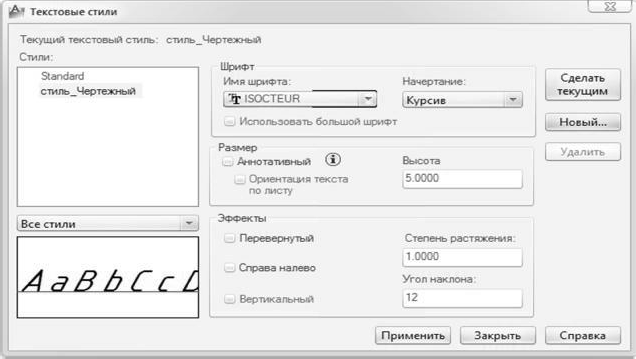 Текстовые стили
Текущий текстовый стиль: стиль_Чертежный
Стили:
Standard
стиль_Чертежный
Все стили
AaBbCcD
Шрифт
Имя шрифта:
ISOCTEUR
Начертание:
Курсив
Использовать большой шрифт
Размер
Аннотативный
Ориентация текста
по листу
Высота
5.0000
Эффекты
Перевернутый
Справа налево
Вертикальный
Степень растяжения:
1.0000
Угол наклона:
12
Сделать
текущим
Новый...
Удалить
Применить
Закрыть
Справка